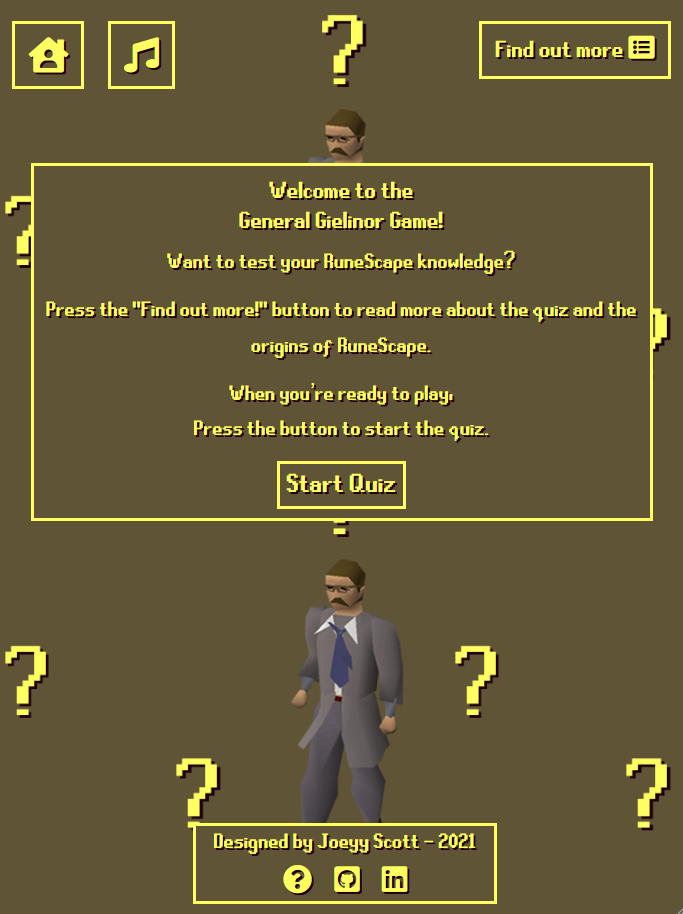 Find out more
Welcome to the
General Gielinor Game!
Want to test your RuneScape knowledge?
Press the "Find out more!" button to read more about the quiz and the
origins of RuneScape.
When you're ready to play,
Press the button to start the quiz.
Start Quiz
Designed by Joeyy Scott - 2021